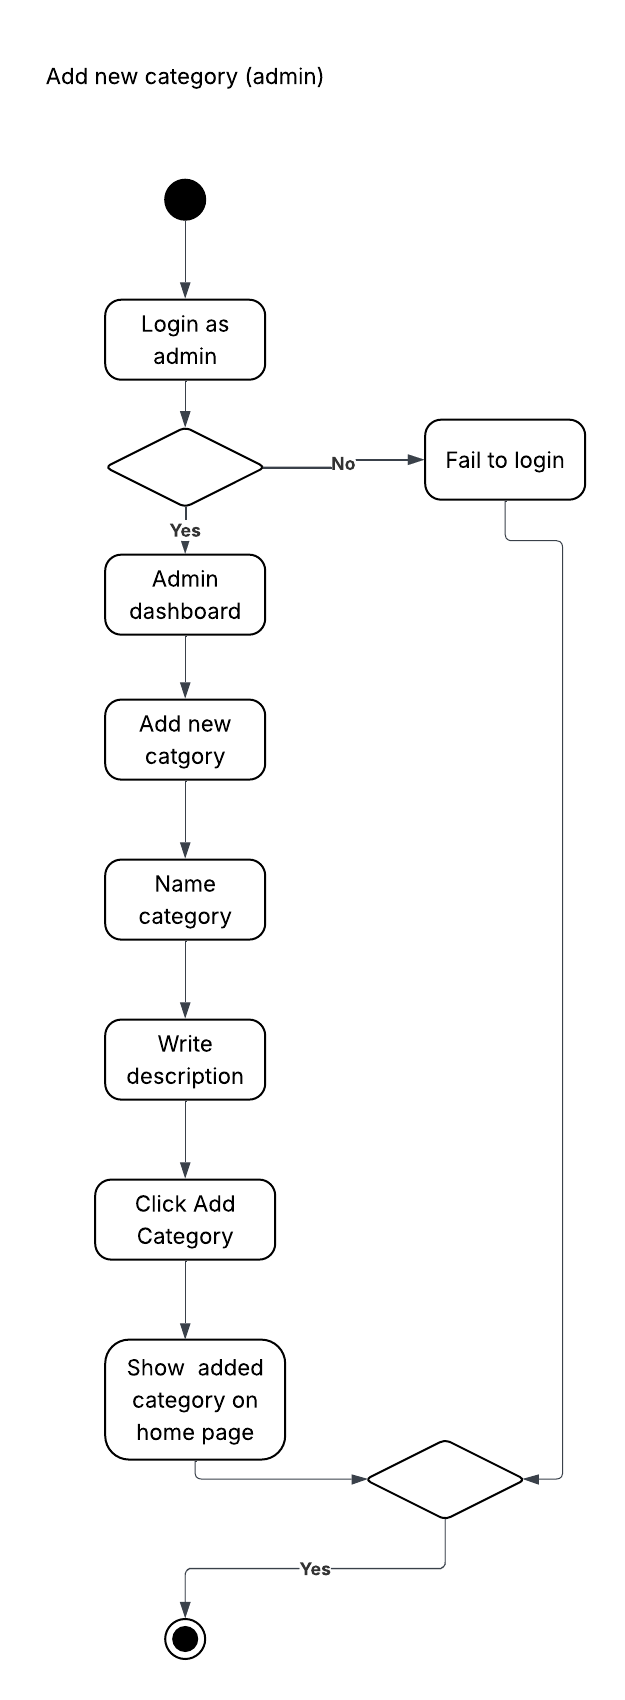 Add new category (admin)
Login as
admin
No
Fail to login
Yes
Admin
dashboard
Add new
catgory
Name
category
Write
description
Click Add
Category
Show  added
category on
home page
Yes